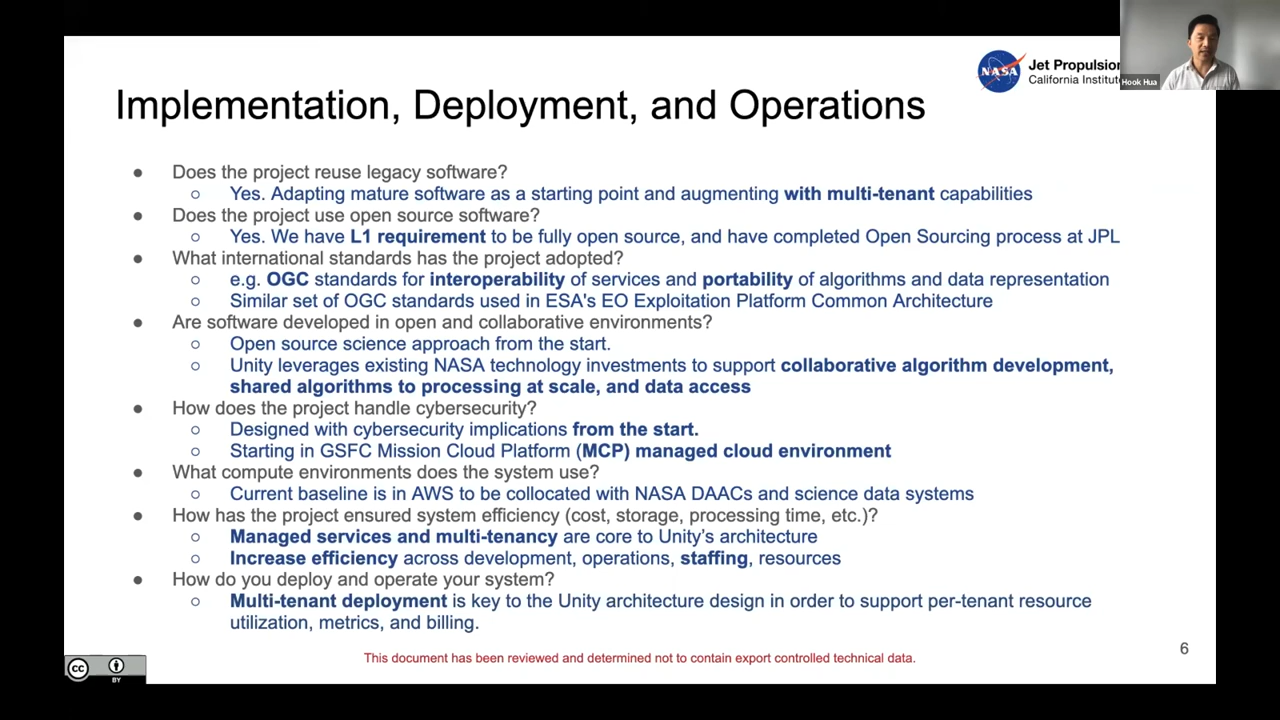 NASA
Jet Propulsion
California Institute
Hook Hua
Implementation, Deployment, and Operations
● Does the project reuse legacy software?
○ Yes. Adapting mature software as a starting point and augmenting with multi-tenant capabilities
● Does the project use open source software?
○ Yes. We have L1 requirement to be fully open source, and have completed Open Sourcing process at JPL
● What international standards has the project adopted?
○ e.g. OGC standards for interoperability of services and portability of algorithms and data representation
○ Similar set of OGC standards used in ESA's EO Exploitation Platform Common Architecture
● Are software developed in open and collaborative environments?
○ Open source science approach from the start.
○ Unity leverages existing NASA technology investments to support collaborative algorithm development,
shared algorithms to processing at scale, and data access
● How does the project handle cybersecurity?
○ Designed with cybersecurity implications from the start.
○ Starting in GSFC Mission Cloud Platform (MCP) managed cloud environment
● What compute environments does the system use?
○ Current baseline is in AWS to be collocated with NASA DAACs and science data systems
● How has the project ensured system efficiency (cost, storage, processing time, etc.)?
○ Managed services and multi-tenancy are core to Unity’s architecture
○ Increase efficiency across development, operations, staffing, resources
● How do you deploy and operate your system?
○ Multi-tenant deployment is key to the Unity architecture design in order to support per-tenant resource
utilization, metrics, and billing.
6
This document has been reviewed and determined not to contain export controlled technical data.
cc
BY